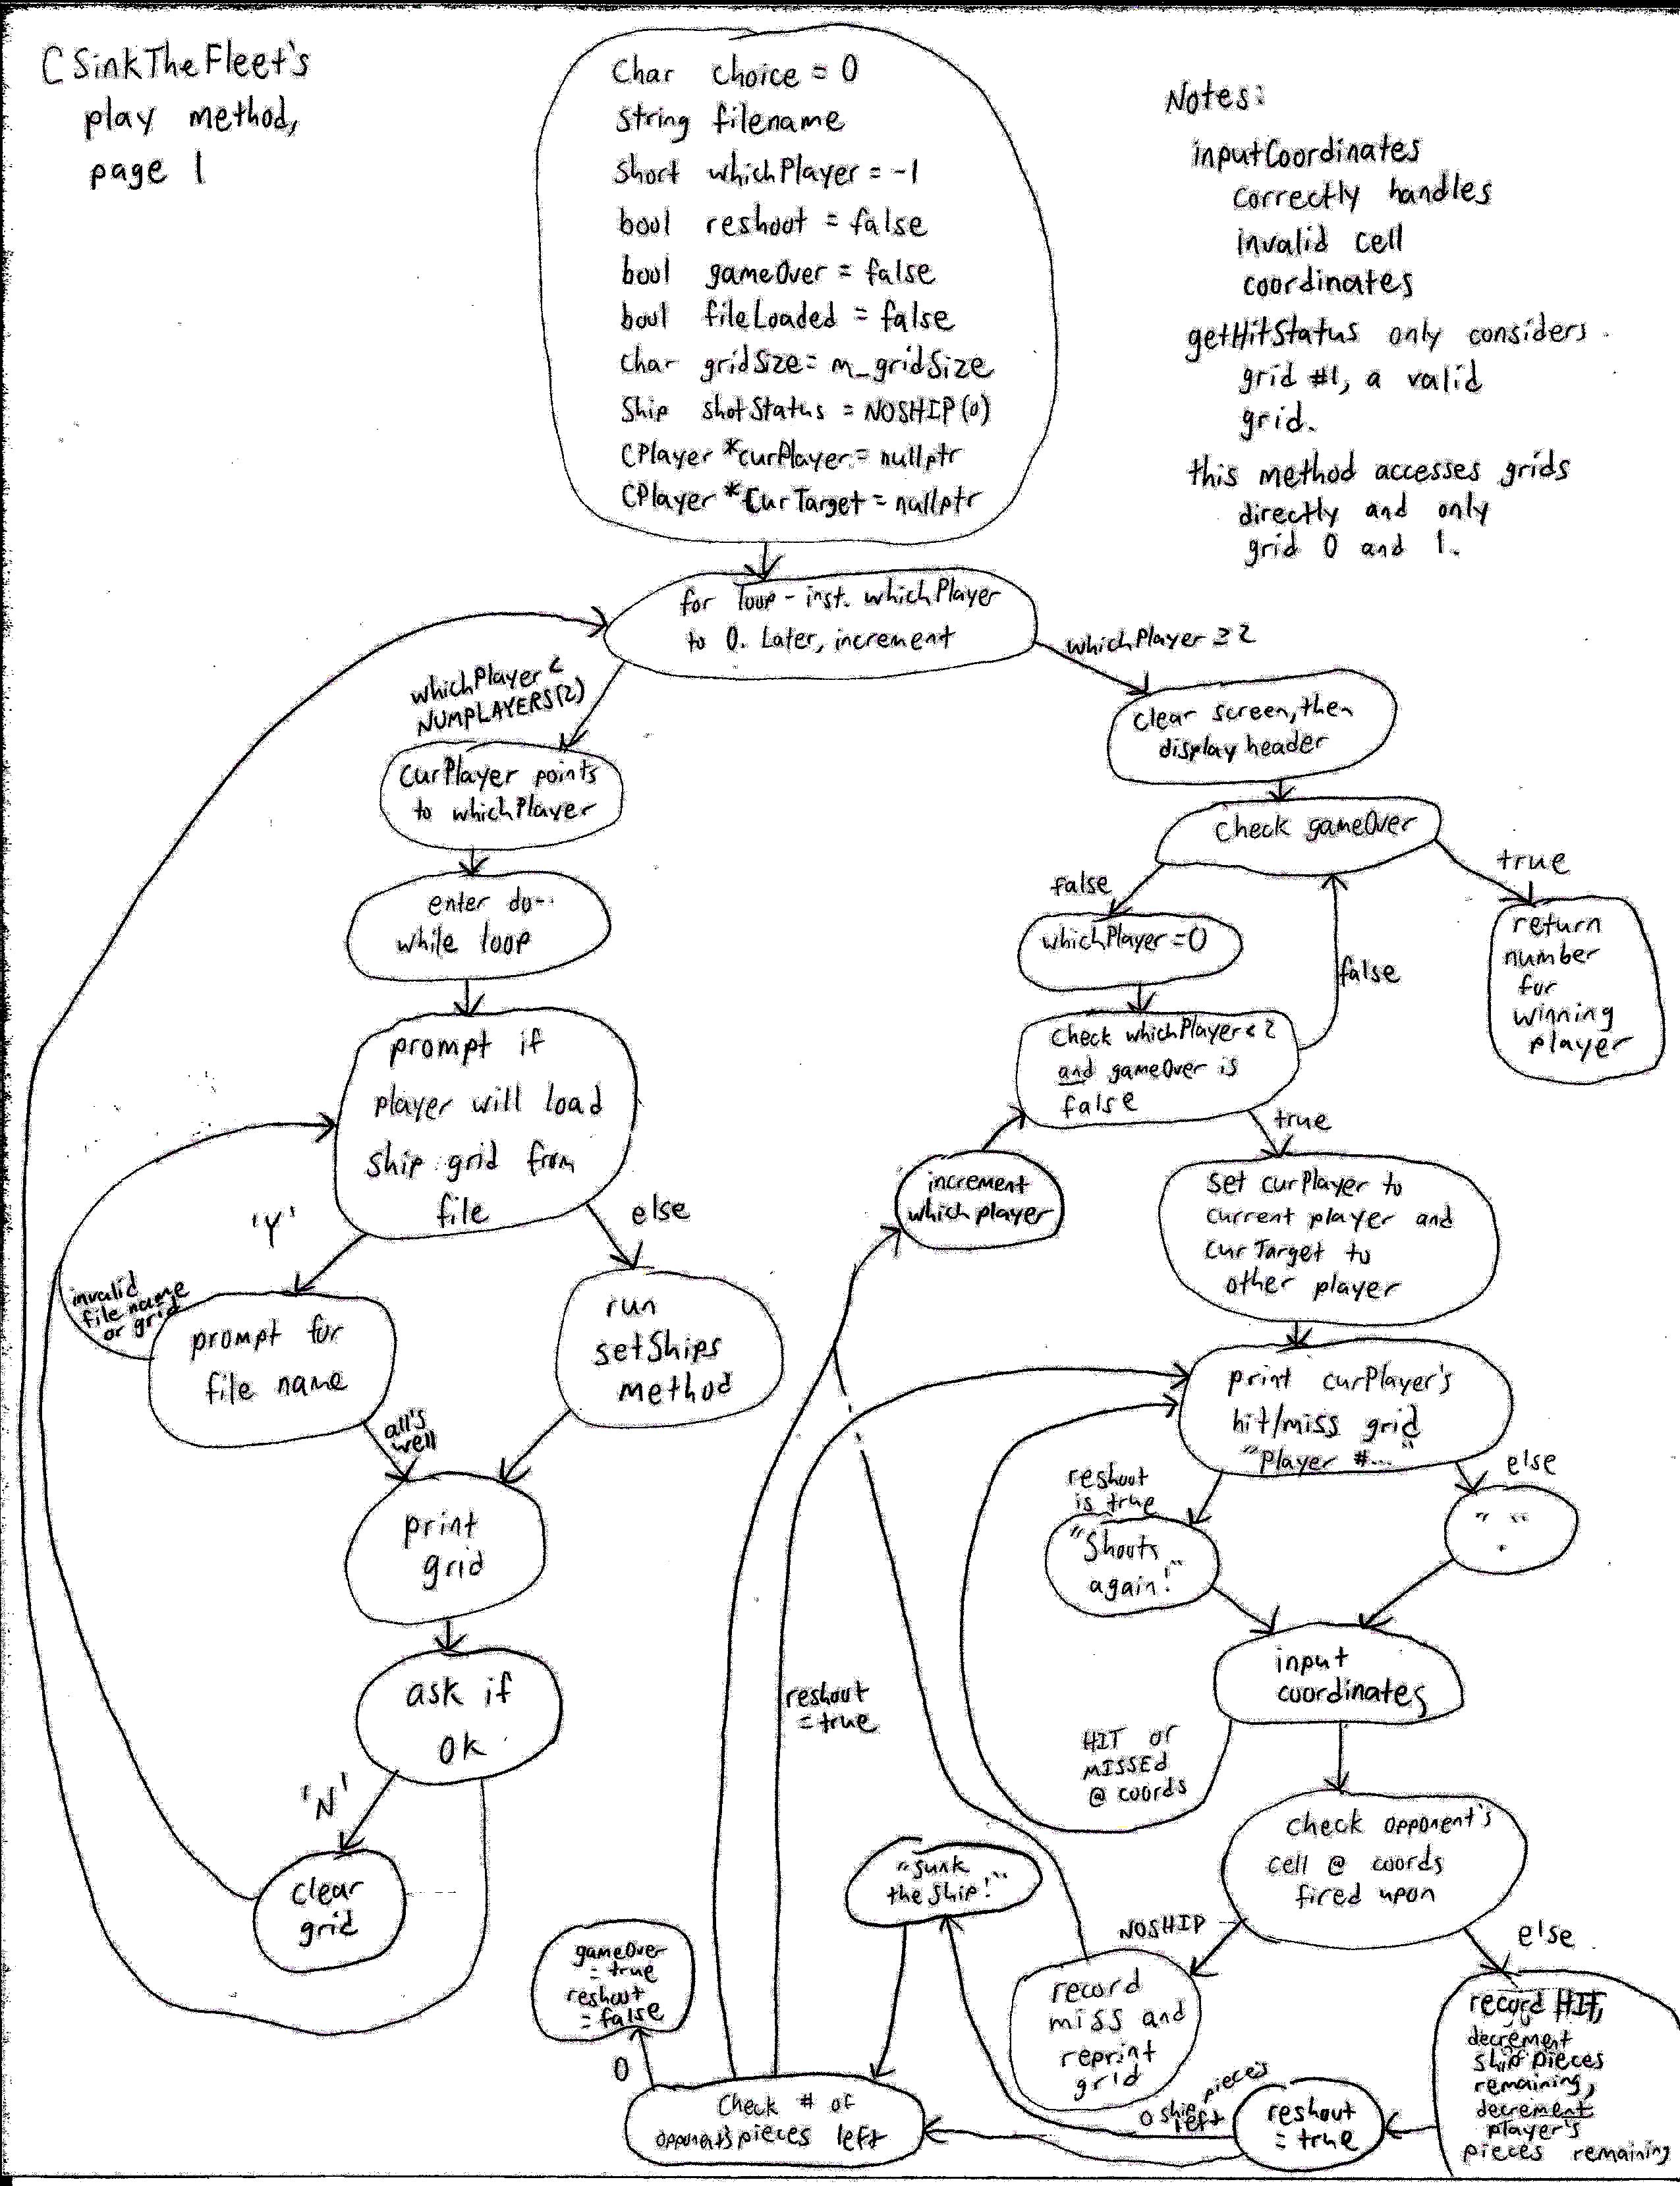 CSinkTheFleet's
play method,
page 1
Char choice = 0
string filename
short whichPlayer = -1
bool reshoot = false
bool gameOver = false
bool fileLoaded = false
char gridSize = m_gridSize
Ship shotStatus = NOSHIP(0)
CPlayer *curPlayer = nullptr
CPlayer *curTarget = nullptr
Notes:
inputCoordinates
correctly handles
invalid cell
coordinates
getHitStatus only considers
grid #1, a valid
grid.
this method accesses grids
directly and only
grid 0 and 1.
for loop - inst. whichPlayer
to 0. Later, increment
whichPlayer <
NUMPLAYERS(2)
curPlayer points
to whichPlayer
enter do-
while loop
prompt if
player will load
ship grid from
file
'Y'
else
invalid
file name
or grid
prompt for
file name
run
setShips
method
all's
well
print
grid
ask if
OK
'N'
clear
grid
whichPlayer ≥ 2
clear screen, then
display header
check gameOver
false
true
return
number
for
winning
player
whichPlayer = 0
false
Check whichPlayer < 2
and gameOver is
false
true
increment
which player
set curPlayer to
current player and
curTarget to
other player
print curPlayer's
hit/miss grid
"Player #..."
reshoot
is true
else
"Shoots
again!"
" "
.
input
coordinates
HIT or
MISSED
@ coords
reshoot
= true
check opponent's
cell @ coords
fired upon
NOSHIP
else
record
miss and
reprint
grid
record HIT,
decrement
ship pieces
remaining,
decrement
player's
pieces remaining
reshoot
= true
0 ship pieces
left
"sunk
the ship!"
Check # of
opponent's pieces left
0
gameOver
= true
reshoot
= false